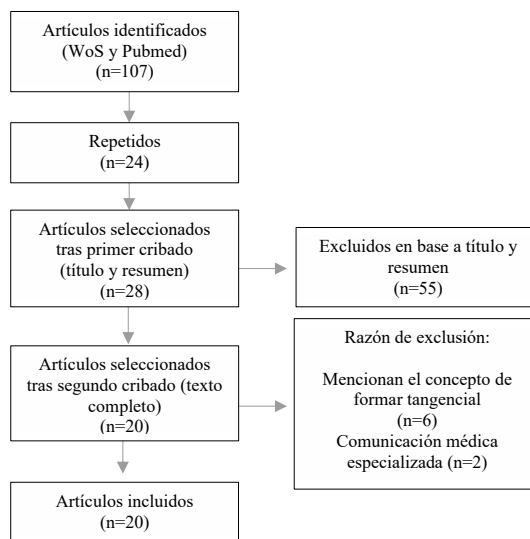 Artículos identificados
(WoS y Pubmed)
(n=107)
Repetidos
(n=24)
Artículos seleccionados
tras primer cribado
(título y resumen)
(n=28)
Excluidos en base a título y
resumen
(n=55)
Artículos seleccionados
tras segundo cribado (texto
completo)
(n=20)
Razón de exclusión:
Mencionan el concepto de
formar tangencial
(n=6)
Comunicación médica
especializada (n=2)
Artículos incluidos
(n=20)